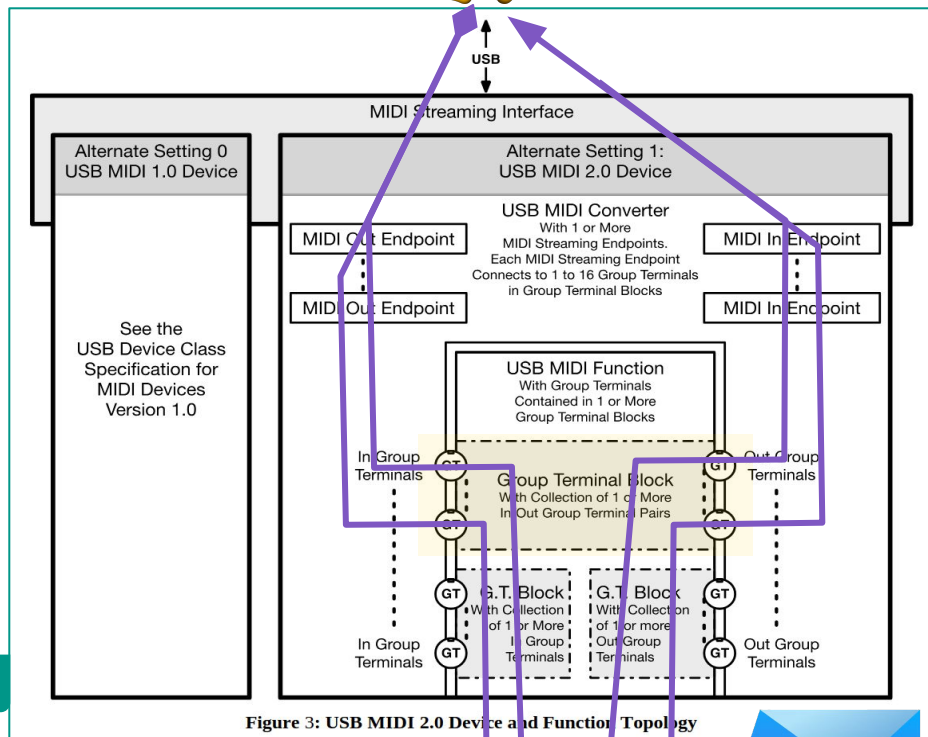 USB
MIDI Streaming Interface
Alternate Setting 0
USB MIDI 1.0 Device
See the
USB Device Class
Specification for
MIDI Devices
Version 1.0
Alternate Setting 1:
USB MIDI 2.0 Device
MIDI Out Endpoint
MIDI Out Endpoint
USB MIDI Converter
With 1 or More
MIDI Streaming Endpoints.
Each MIDI Streaming Endpoint
Connects to 1 to 16 Group Terminals
in Group Terminal Blocks
MIDI In Endpoint
MIDI In Endpoint
USB MIDI Function
With Group Terminals
Contained in 1 or More
Group Terminal Blocks
In Group
Terminals
GT
Group Terminal Block
With Collection of 1 or More
In Out Group Terminal Pairs
GT
Out Group
Terminals
GT
GT
GT
G.T. Block
With Collection
of 1 or More
In Group
Terminals
G.T. Block
With Collection
of 1 or more
Out Group
Terminals
GT
In Group
Terminals
GT
GT
Out Group
Terminals
Figure 3: USB MIDI 2.0 Device and Function Topology